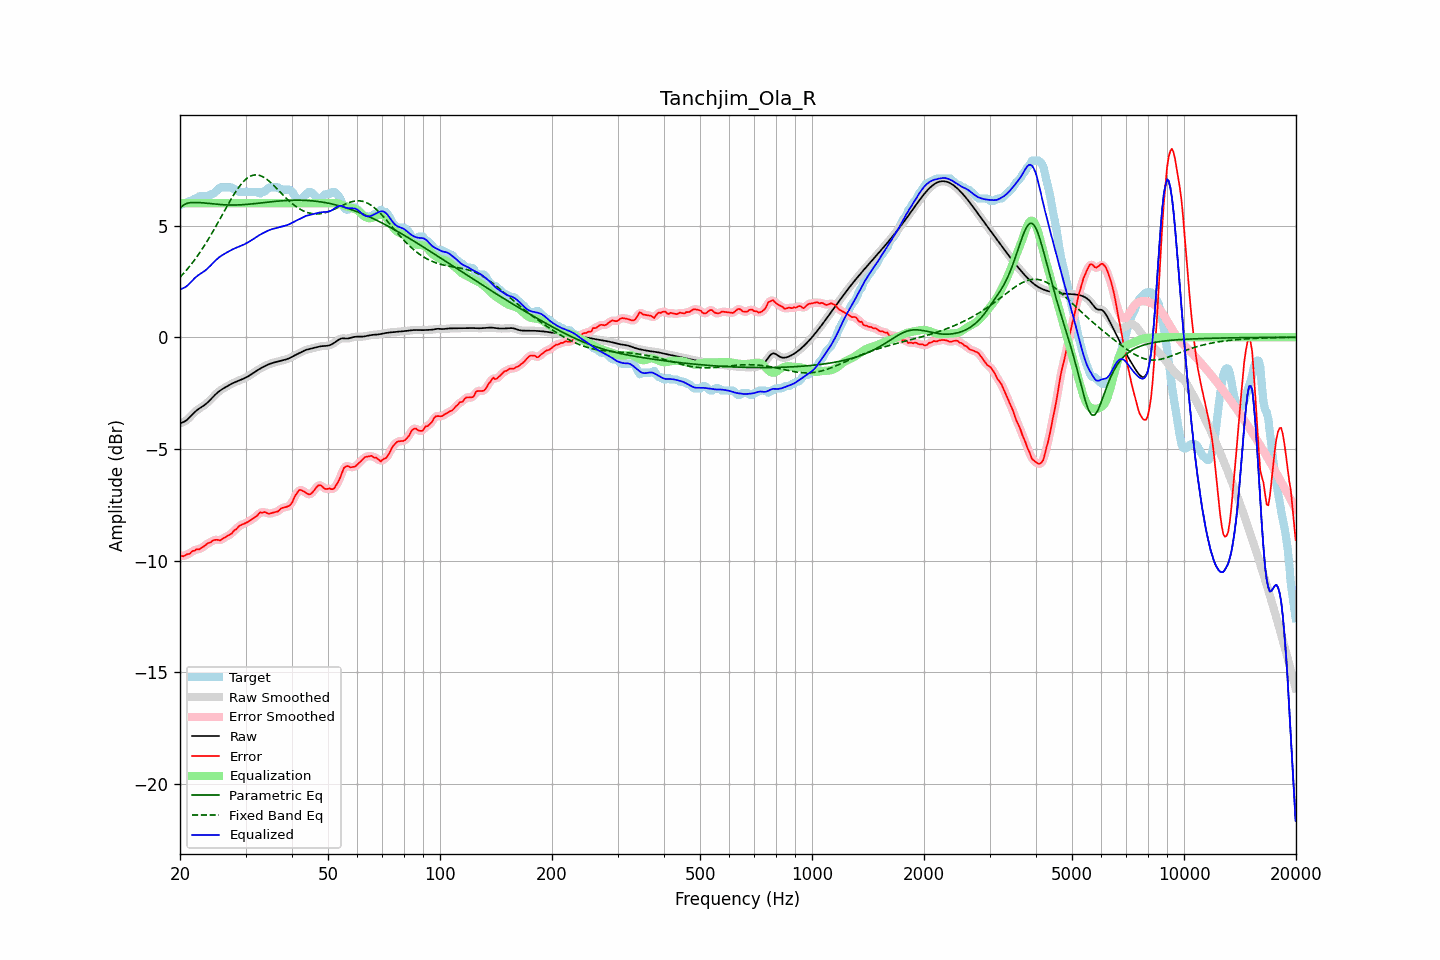 Tanchjim_Ola_R
Amplitude (dBr)
5
0
−5
−10
−15
−20
Target
Raw Smoothed
Error Smoothed
Raw
Error
Equalization
Parametric Eq
Fixed Band Eq
Equalized
20 50 100 200 500 1000 2000 5000 10000 20000
Frequency (Hz)